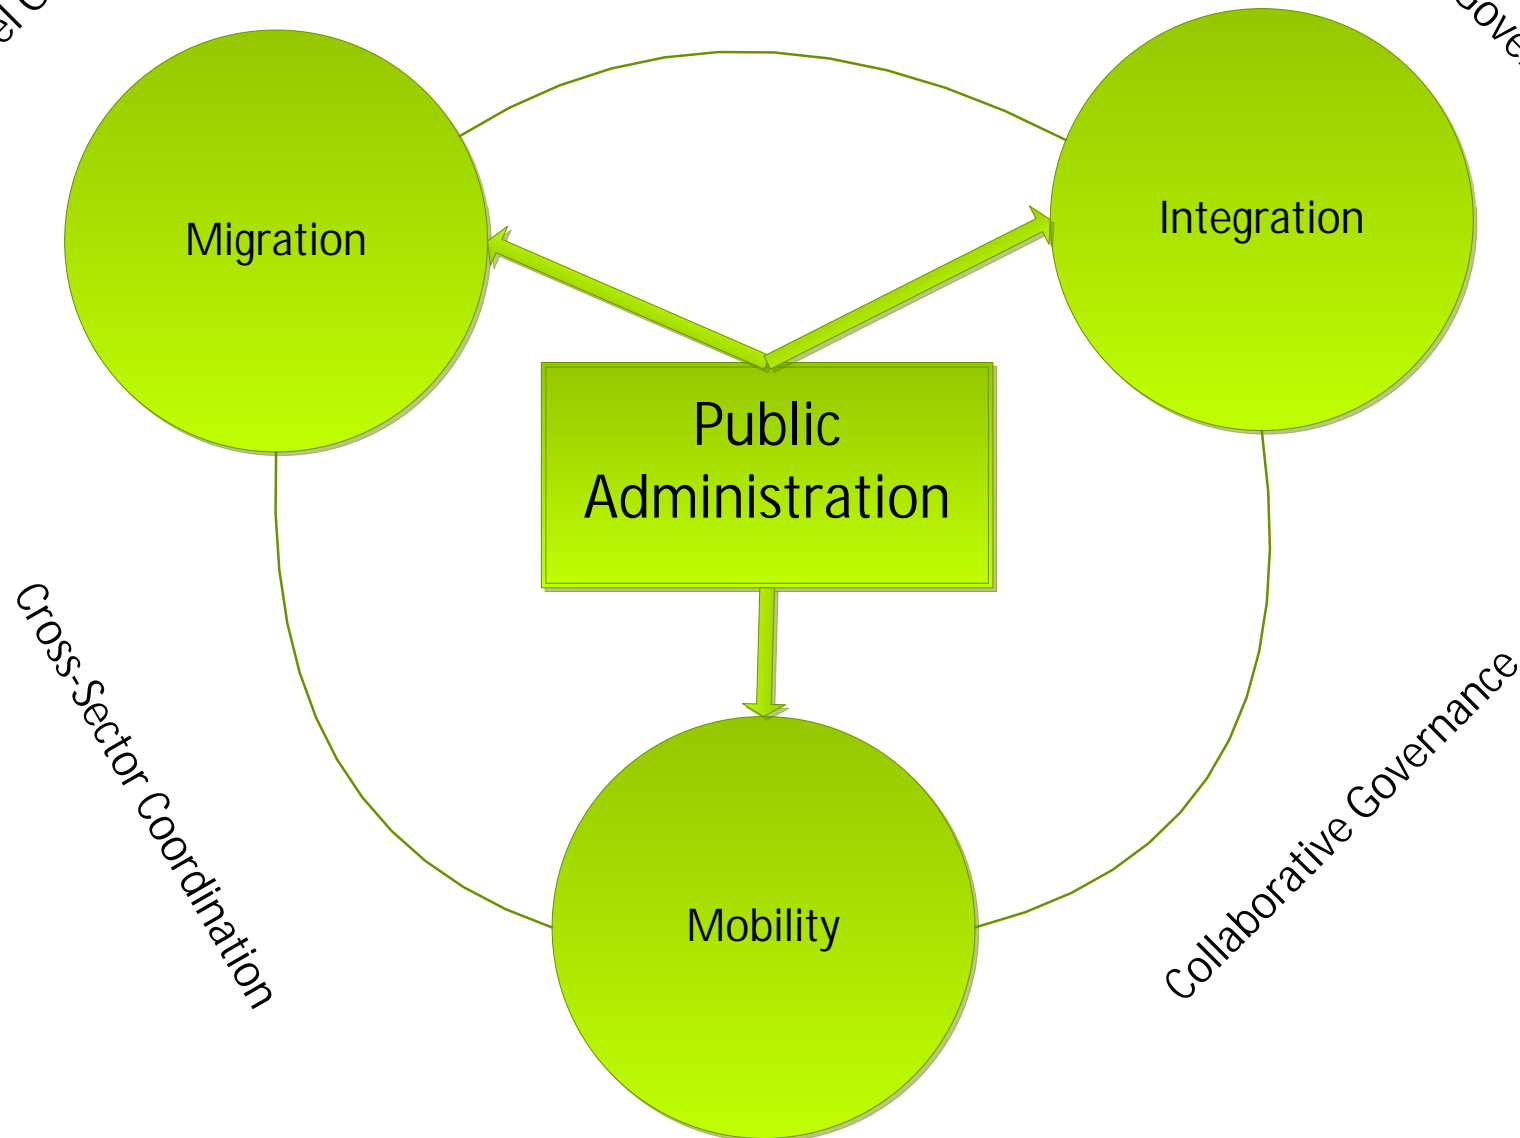 Migration
Integration
Public
Administration
Cross-Sector Coordination
Collaborative Governance
Mobility